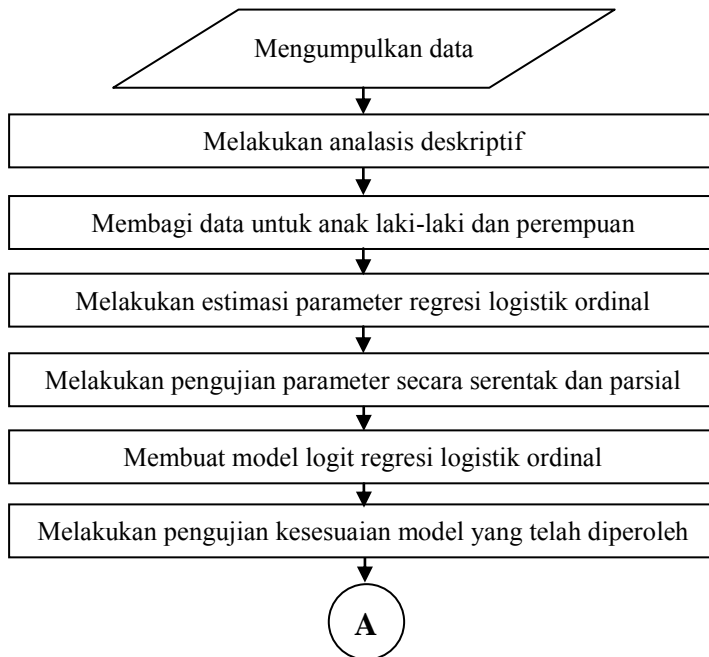 Mengumpulkan data
Melakukan analasis deskriptif
Membagi data untuk anak laki-laki dan perempuan
Melakukan estimasi parameter regresi logistik ordinal
Melakukan pengujian parameter secara serentak dan parsial
Membuat model logit regresi logistik ordinal
Melakukan pengujian kesesuaian model yang telah diperoleh
A